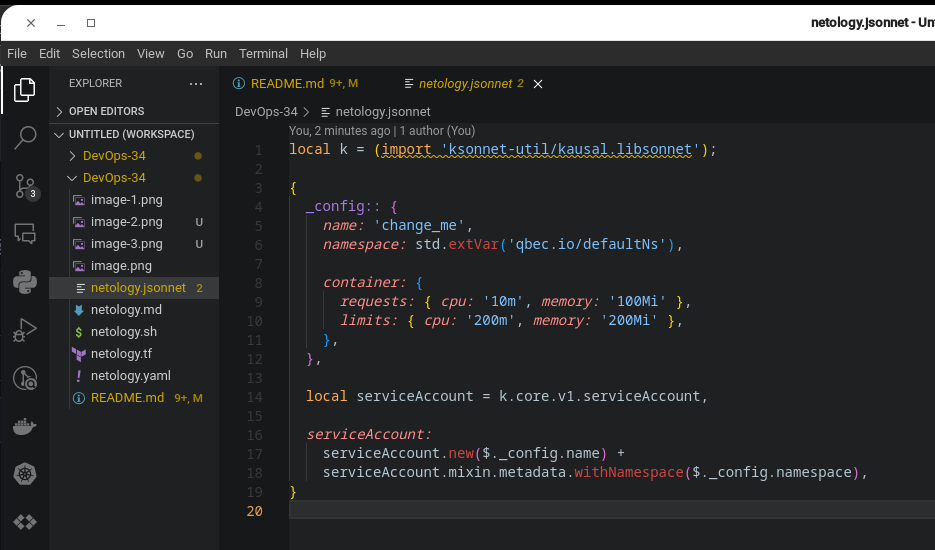 netology.jsonnet - Un
File Edit Selection View Go Run Terminal Help
EXPLORER ...
OPEN EDITORS
UNTITLED (WORKSPACE)
DevOps-34
DevOps-34
image-1.png
image-2.png U
image-3.png U
image.png
netology.jsonnet 2
netology.md
netology.sh
netology.tf
netology.yaml
README.md 9+, M
3
README.md 9+, M netology.jsonnet 2
DevOps-34 > netology.jsonnet
You, 2 minutes ago | 1 author (You)
1 local k = (import 'ksonnet-util/kausal.libsonnet');
2
3 {
4 _config:: {
5 name: 'change_me',
6 namespace: std.extVar('qbec.io/defaultNs'),
7
8 container: {
9 requests: { cpu: '10m', memory: '100Mi' },
10 limits: { cpu: '200m', memory: '200Mi' },
11 },
12 },
13
14 local serviceAccount = k.core.v1.serviceAccount,
15
16 serviceAccount:
17 serviceAccount.new($._config.name) +
18 serviceAccount.mixin.metadata.withNamespace($._config.namespace),
19 }
20